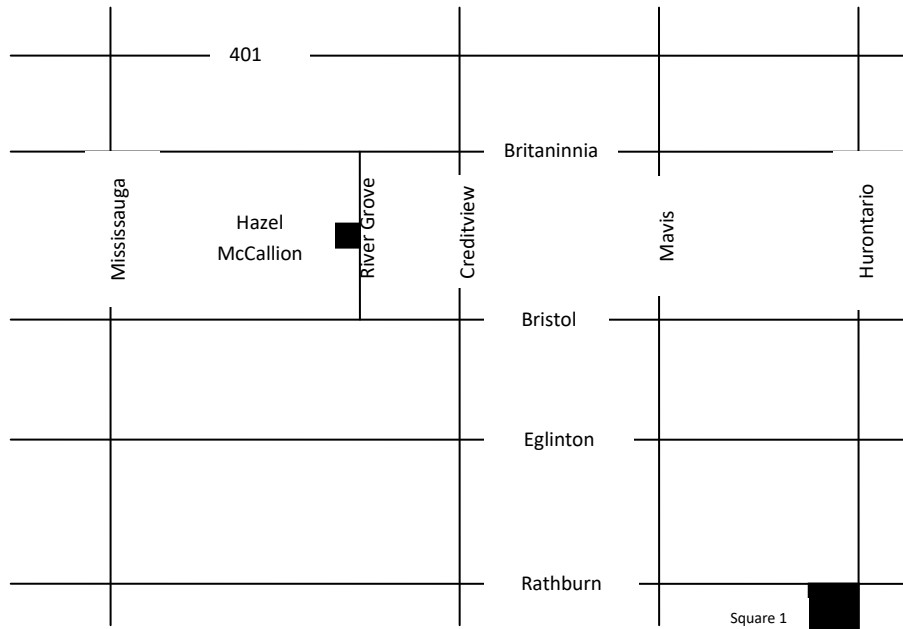 401
Britaninnia
Mississauga
Hazel
McCallion
River Grove
Creditview
Mavis
Hurontario
Bristol
Eglinton
Rathburn
Square 1